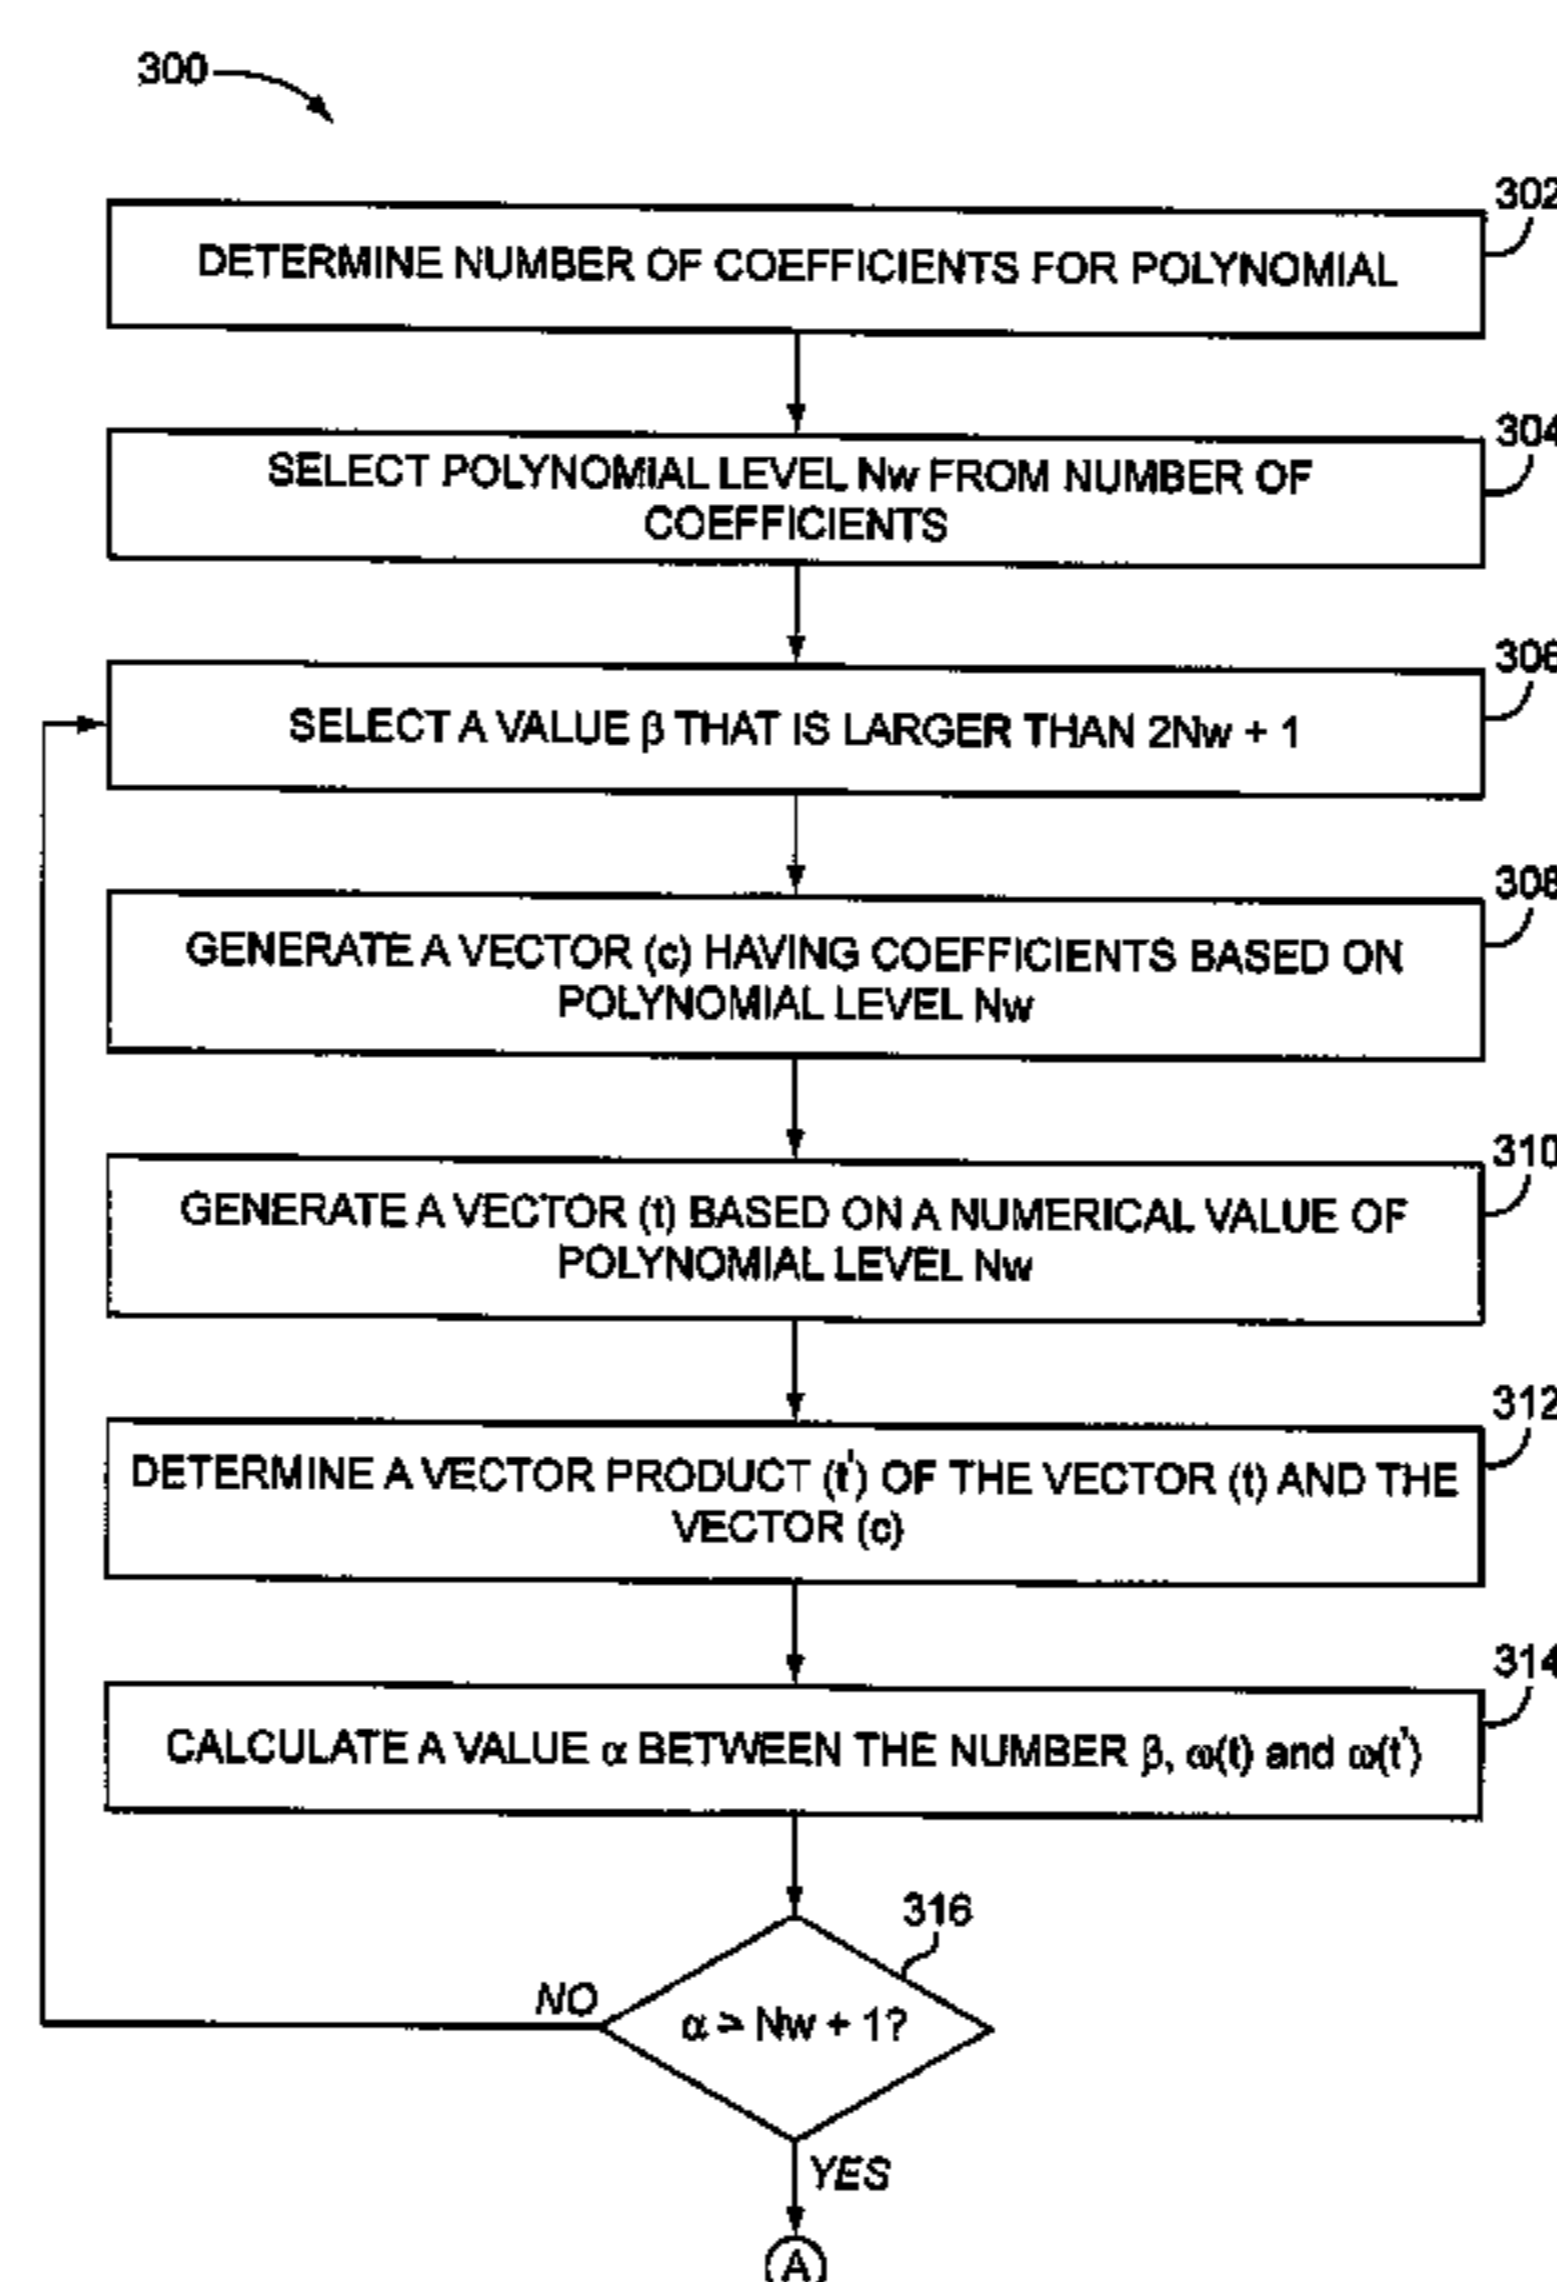 300
302
DETERMINE NUMBER OF COEFFICIENTS FOR POLYNOMIAL
304
SELECT POLYNOMIAL LEVEL Nw FROM NUMBER OF
COEFFICIENTS
306
SELECT A VALUE β THAT IS LARGER THAN 2Nw + 1
308
GENERATE A VECTOR (c) HAVING COEFFICIENTS BASED ON
POLYNOMIAL LEVEL Nw
310
GENERATE A VECTOR (t) BASED ON A NUMERICAL VALUE OF
POLYNOMIAL LEVEL Nw
312
DETERMINE A VECTOR PRODUCT (t') OF THE VECTOR (t) AND THE
VECTOR (c)
314
CALCULATE A VALUE α BETWEEN THE NUMBER β, ω(t) and ω(t')
316
NO
α > Nw + 1?
YES
A